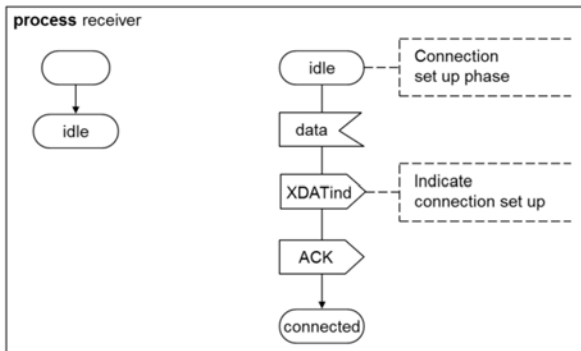 process receiver
idle
idle
Connection
set up phase
data
XDATind
Indicate
connection set up
ACK
connected